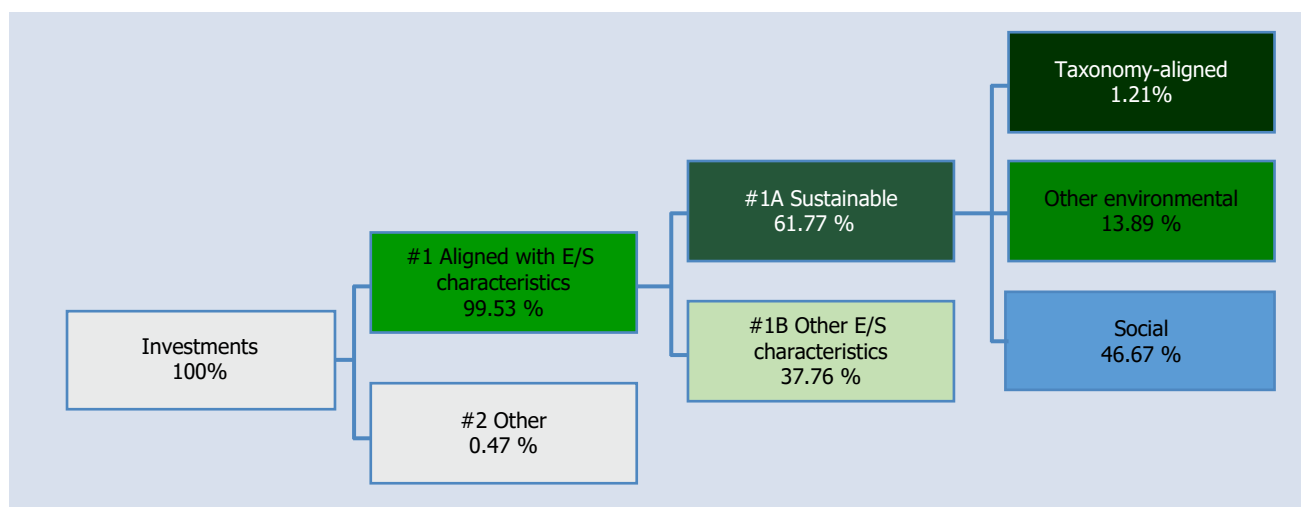 Investments
100%
#1 Aligned with E/S
characteristics
99.53 %
#2 Other
0.47 %
#1A Sustainable
61.77 %
#1B Other E/S
characteristics
37.76 %
Taxonomy-aligned
1.21%
Other environmental
13.89 %
Social
46.67 %